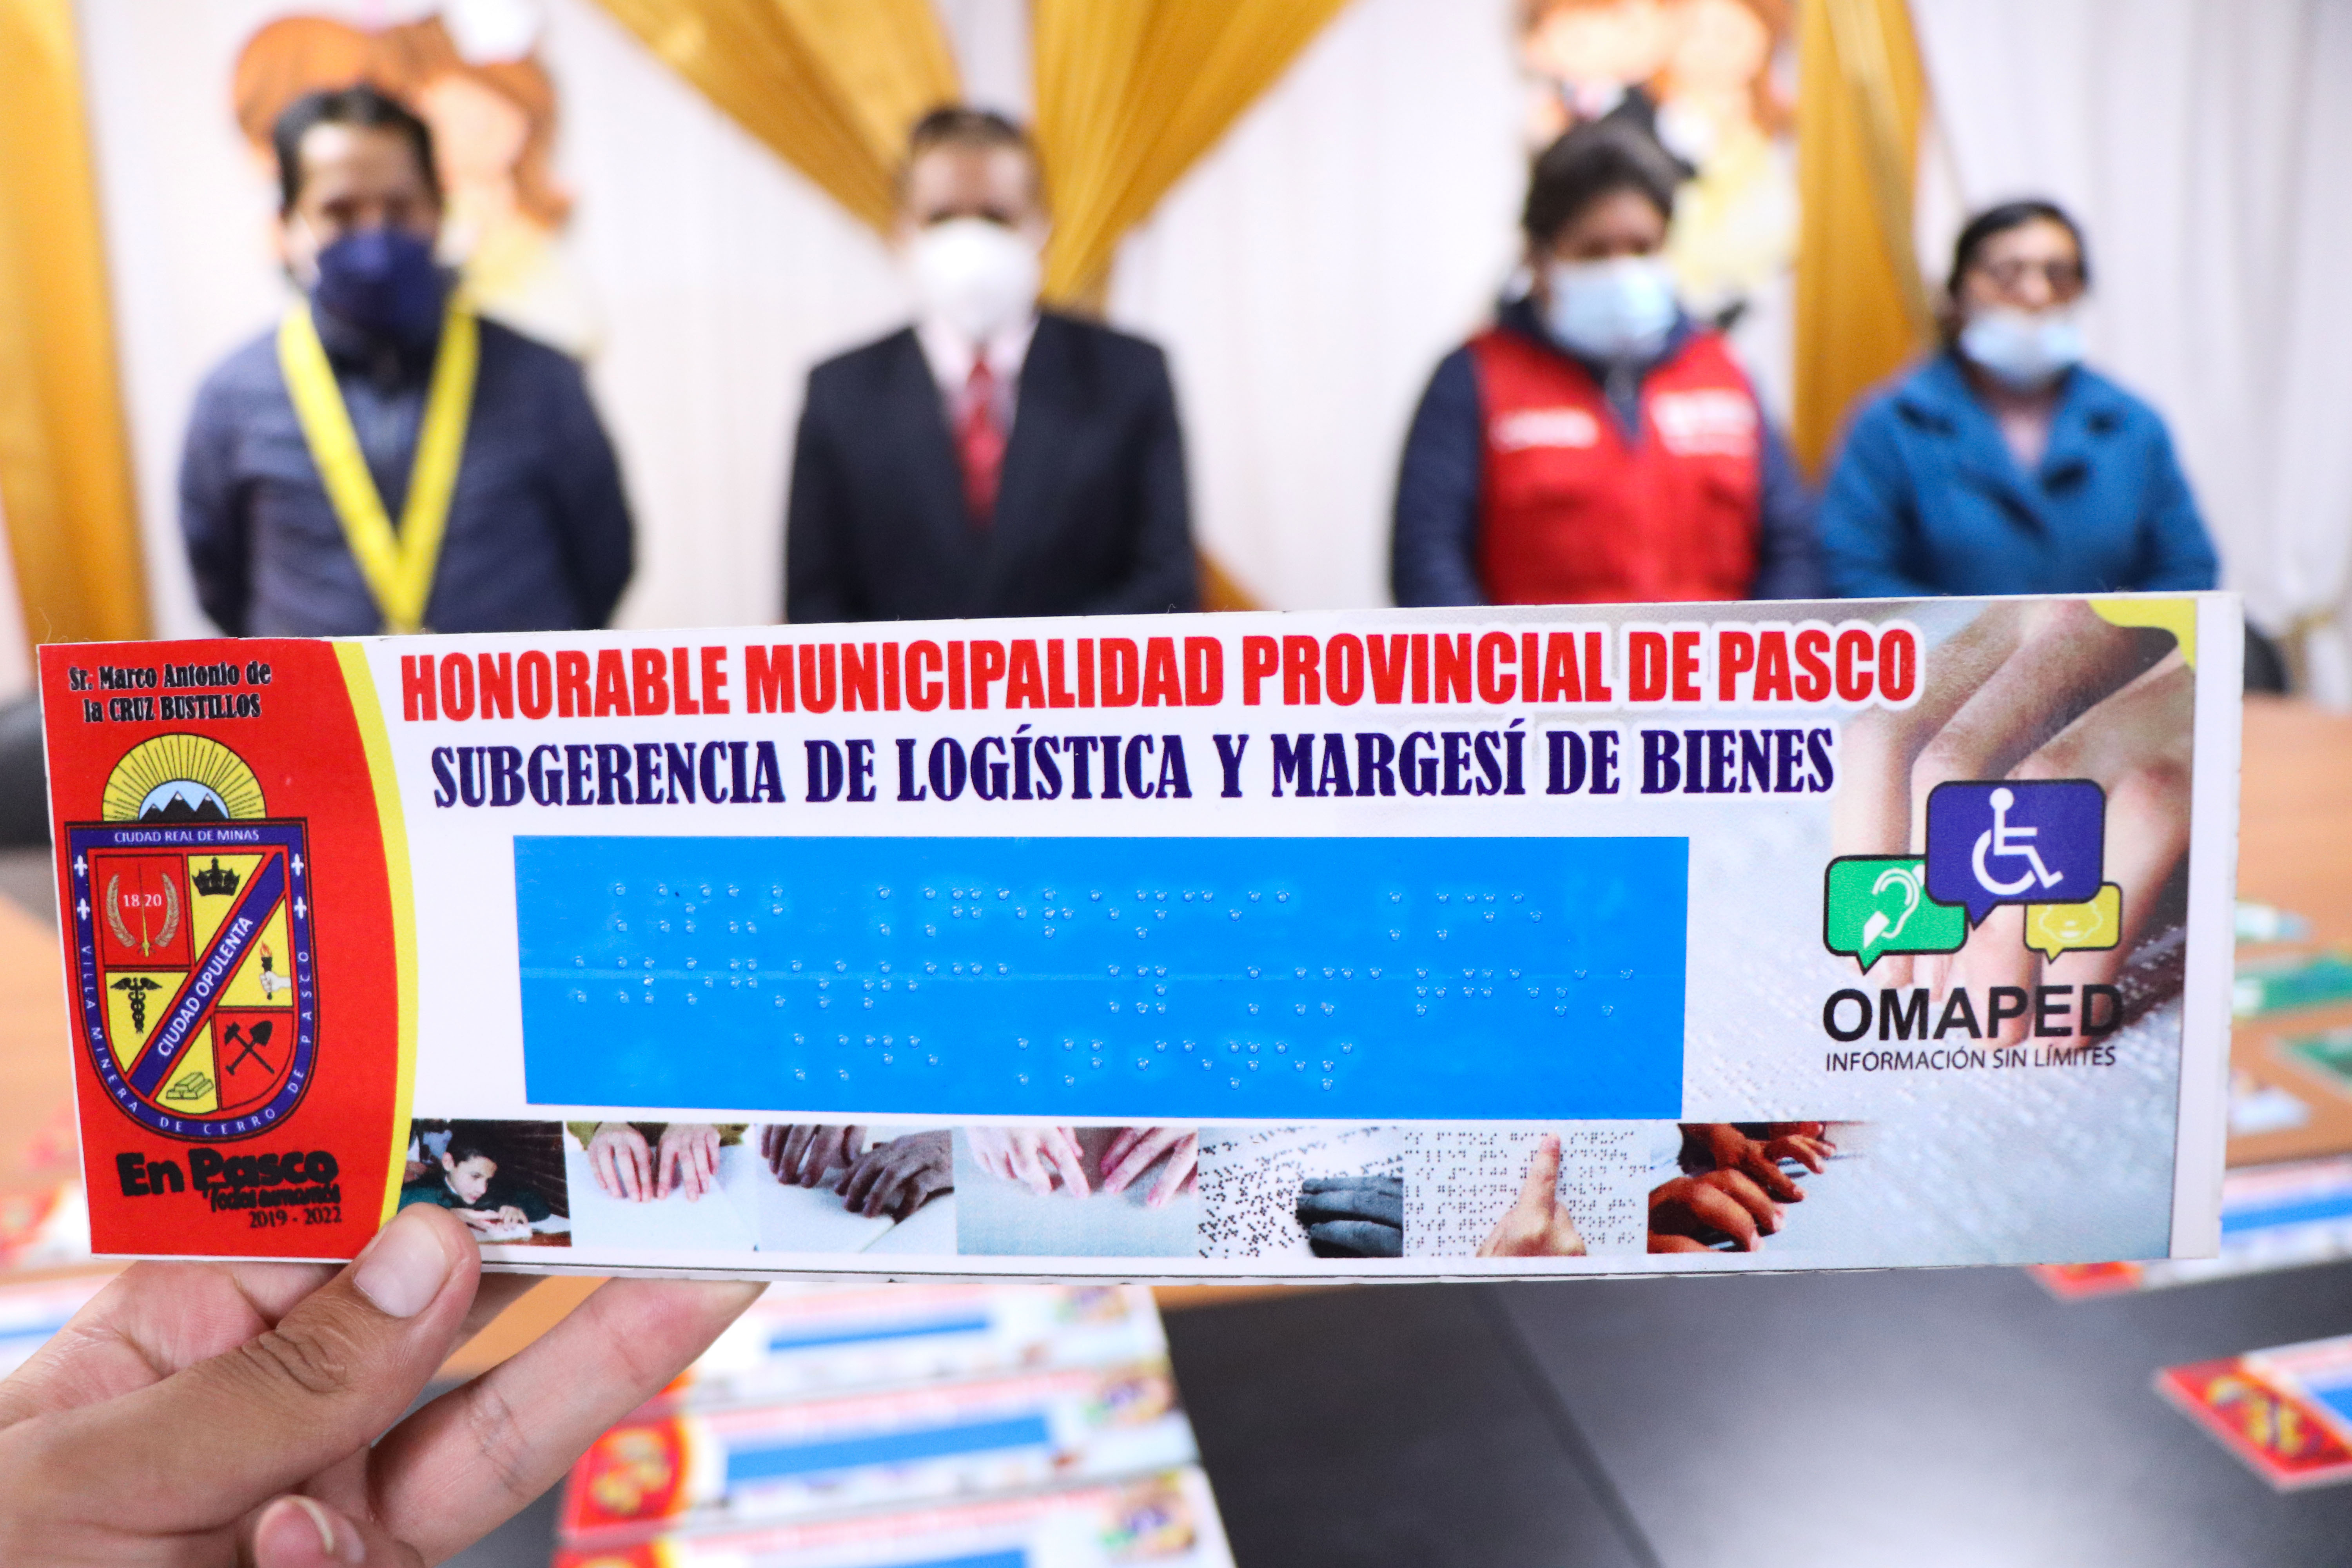 Sr. Marco Antonio de
la CRUZ BUSTILLOS
CIUDAD REAL DE MINAS
1820
CIUDAD OPULENTA
VILLA MINERA DE CERRO DE PASCO
En Pasco
Todos sumamos
2019 - 2022
HONORABLE MUNICIPALIDAD PROVINCIAL DE PASCO
SUBGERENCIA DE LOGÍSTICA Y MARGESÍ DE BIENES
OMAPED
INFORMACIÓN SIN LÍMITES